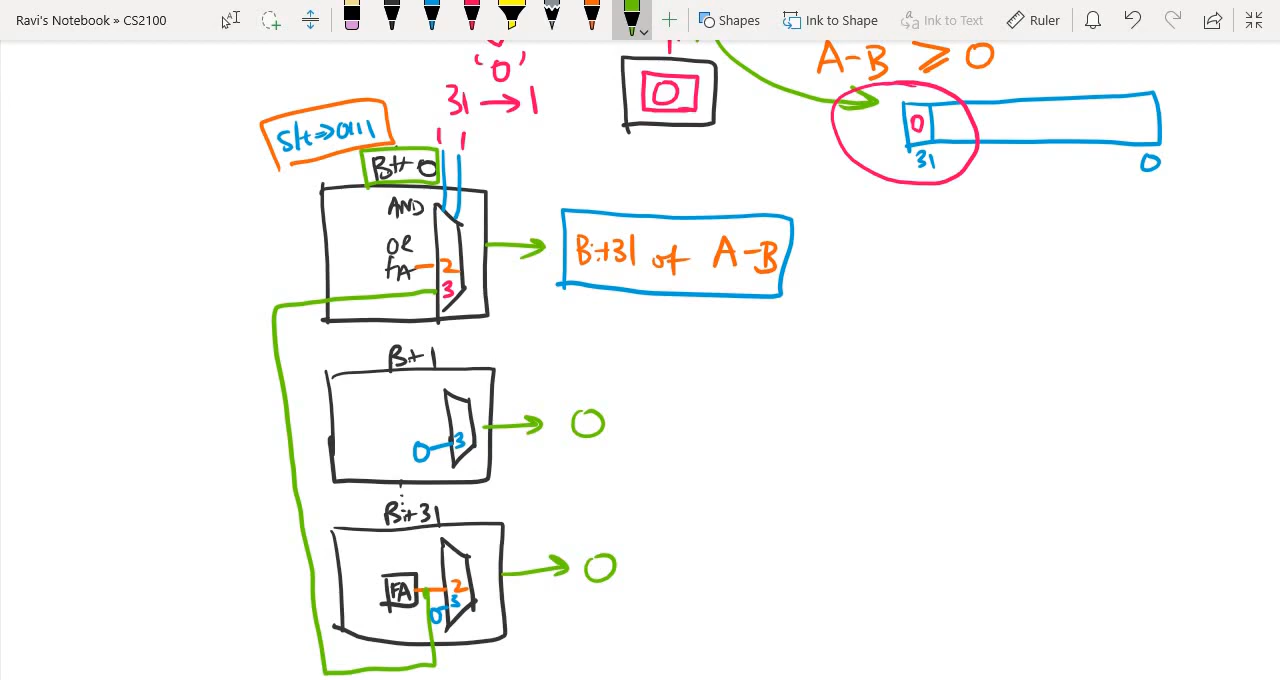 Ravi's Notebook » CS2100
Shapes
Ink to Shape
Ink to Text
Ruler
'0'
31 → 1
A-B ≥ 0
0
0
31
0
slt⇒0111
1 1
Bit 0
AND
OR
FA 2
3
Bit 31 of A-B
Bit 1
0 3
0
Bit 31
FA 2
0 3
0